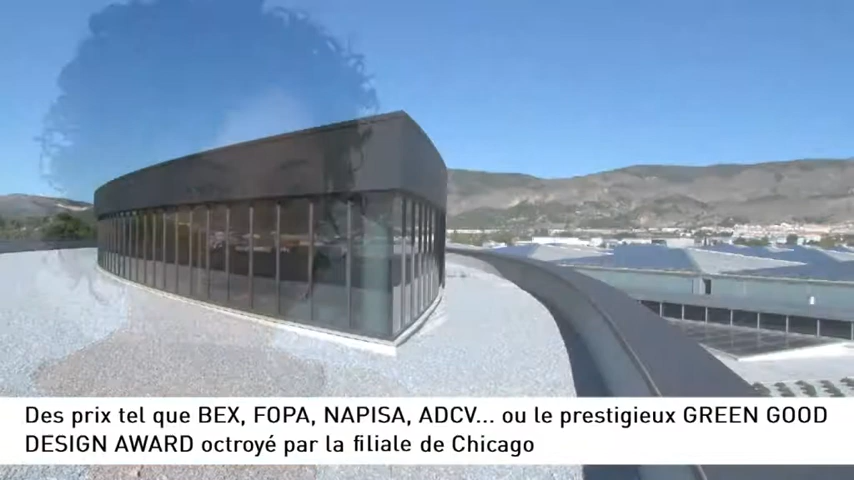 Des prix tel que BEX, FOPA, NAPISA, ADCV... ou le prestigieux GREEN GOOD
DESIGN AWARD octroyé par la filiale de Chicago